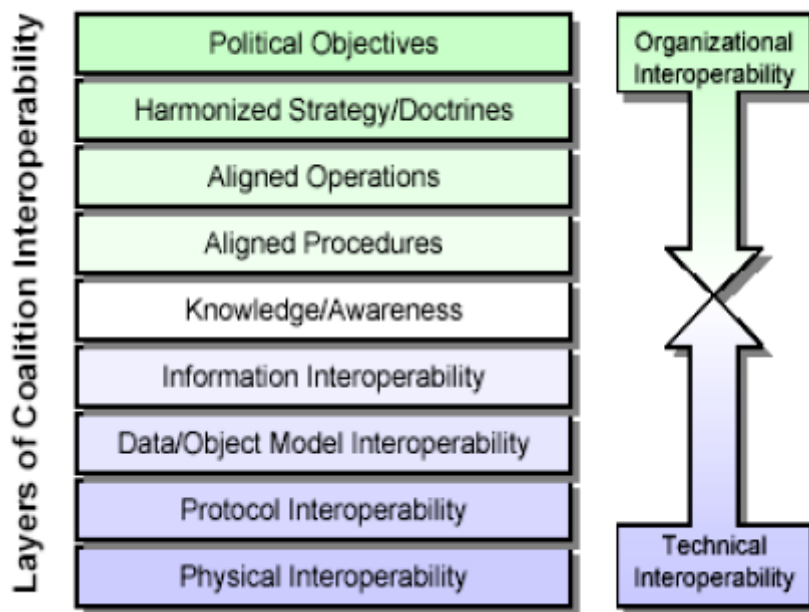 Layers of Coalition Interoperability
Political Objectives
Harmonized Strategy/Doctrines
Aligned Operations
Aligned Procedures
Knowledge/Awareness
Information Interoperability
Data/Object Model Interoperability
Protocol Interoperability
Physical Interoperability
Organizational
Interoperability
Technical
Interoperability